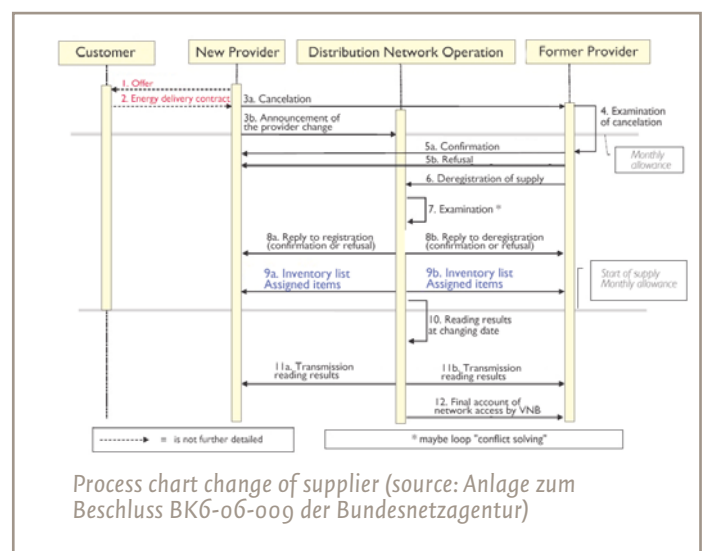 Customer
New Provider
Distribution Network Operation
Former Provider
1. Offer
2. Energy delivery contract
3a. Cancelation
4. Examination
of cancelation
3b. Announcement of
the provider change
5a. Confirmation
5b. Refusal
Monthly
allowance
6. Deregistration of supply
7. Examination *
8a. Reply to registration
(confirmation or refusal)
8b. Reply to deregistration
(confirmation or refusal)
9a. Inventory list
Assigned items
9b. Inventory list
Assigned items
Start of supply
Monthly allowance
10. Reading results
at changing date
11a. Transmission
reading results
11b. Transmission
reading results
12. Final account of
network access by VNB
= is not further detailed
* maybe loop "conflict solving"
Process chart change of supplier (source: Anlage zum
Beschluss BK6-06-009 der Bundesnetzagentur)